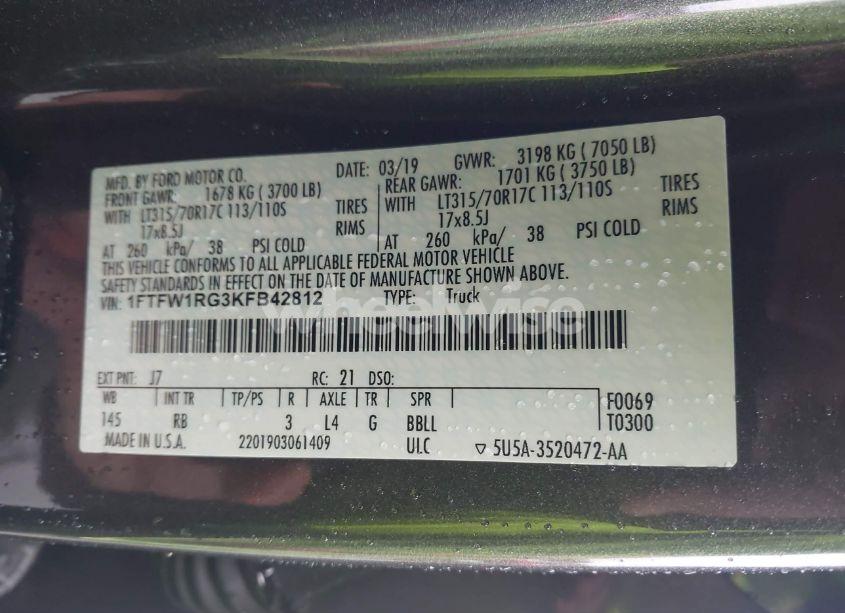 MFD. BY FORD MOTOR CO. DATE: 03/19 GVWR: 3198 KG ( 7050 LB)
FRONT GAWR: 1678 KG ( 3700 LB) REAR GAWR: 1701 KG ( 3750 LB)
WITH LT315/70R17C 113/110S TIRES WITH LT315/70R17C 113/110S TIRES
17x8.5J RIMS 17x8.5J RIMS
AT 260 kPa/ 38 PSI COLD AT 260 kPa/ 38 PSI COLD
THIS VEHICLE CONFORMS TO ALL APPLICABLE FEDERAL MOTOR VEHICLE
SAFETY STANDARDS IN EFFECT ON THE DATE OF MANUFACTURE SHOWN ABOVE.
VIN: 1FTFW1RG3KFB42812 TYPE: Truck
Wheelwise
EXT PNT: J7 RC: 21 DSO:
WB INT TR TP/PS R AXLE TR SPR F0069
145 RB 3 L4 G BBLL T0300
MADE IN U.S.A. 2201903061409 ULC ▽ 5U5A-3520472-AA